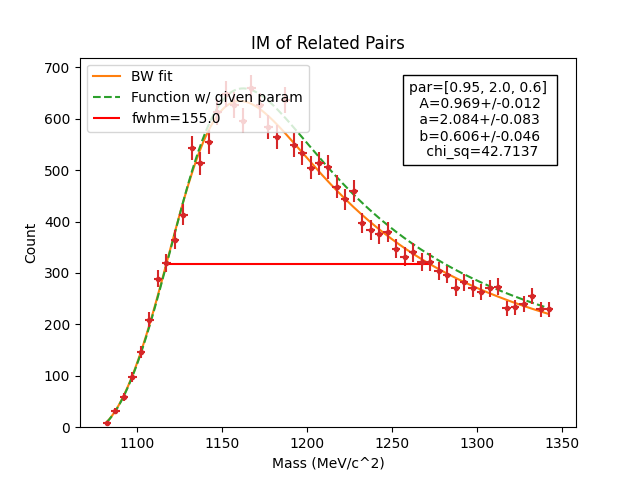 IM of Related Pairs
BW fit
Function w/ given param
fwhm=155.0
par=[0.95, 2.0, 0.6]
A=0.969+/-0.012
a=2.084+/-0.083
b=0.606+/-0.046
chi_sq=42.7137
Count
700
600
500
400
300
200
100
0
1100
1150
1200
1250
1300
1350
Mass (MeV/c^2)